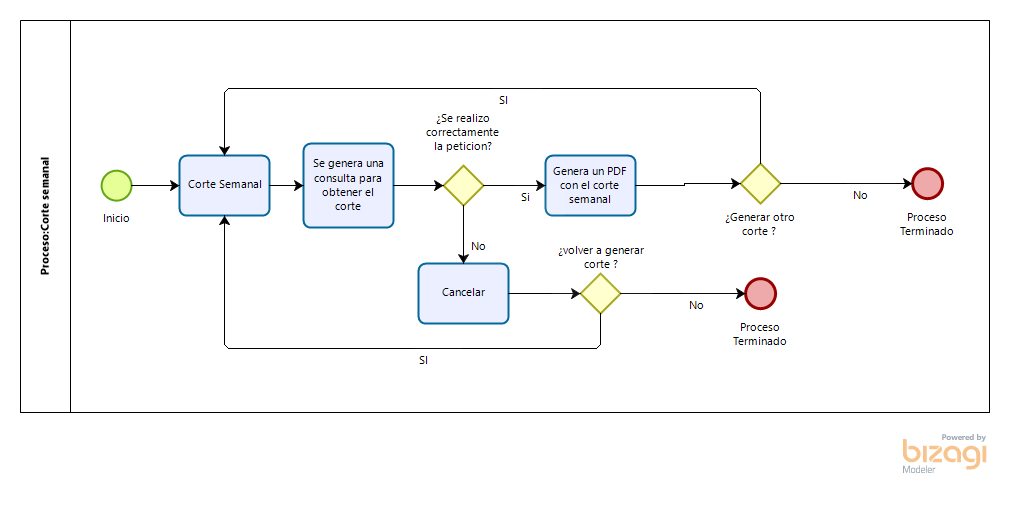 Proceso:Corte semanal
SI
¿Se realizo
correctamente
la peticion?
Inicio
Corte Semanal
Se genera una
consulta para
obtener el
corte
Si
Genera un PDF
con el corte
semanal
¿Generar otro
corte ?
No
Proceso
Terminado
No
Cancelar
¿volver a generar
corte ?
No
Proceso
Terminado
SI
Powered by
bizagi
Modeler